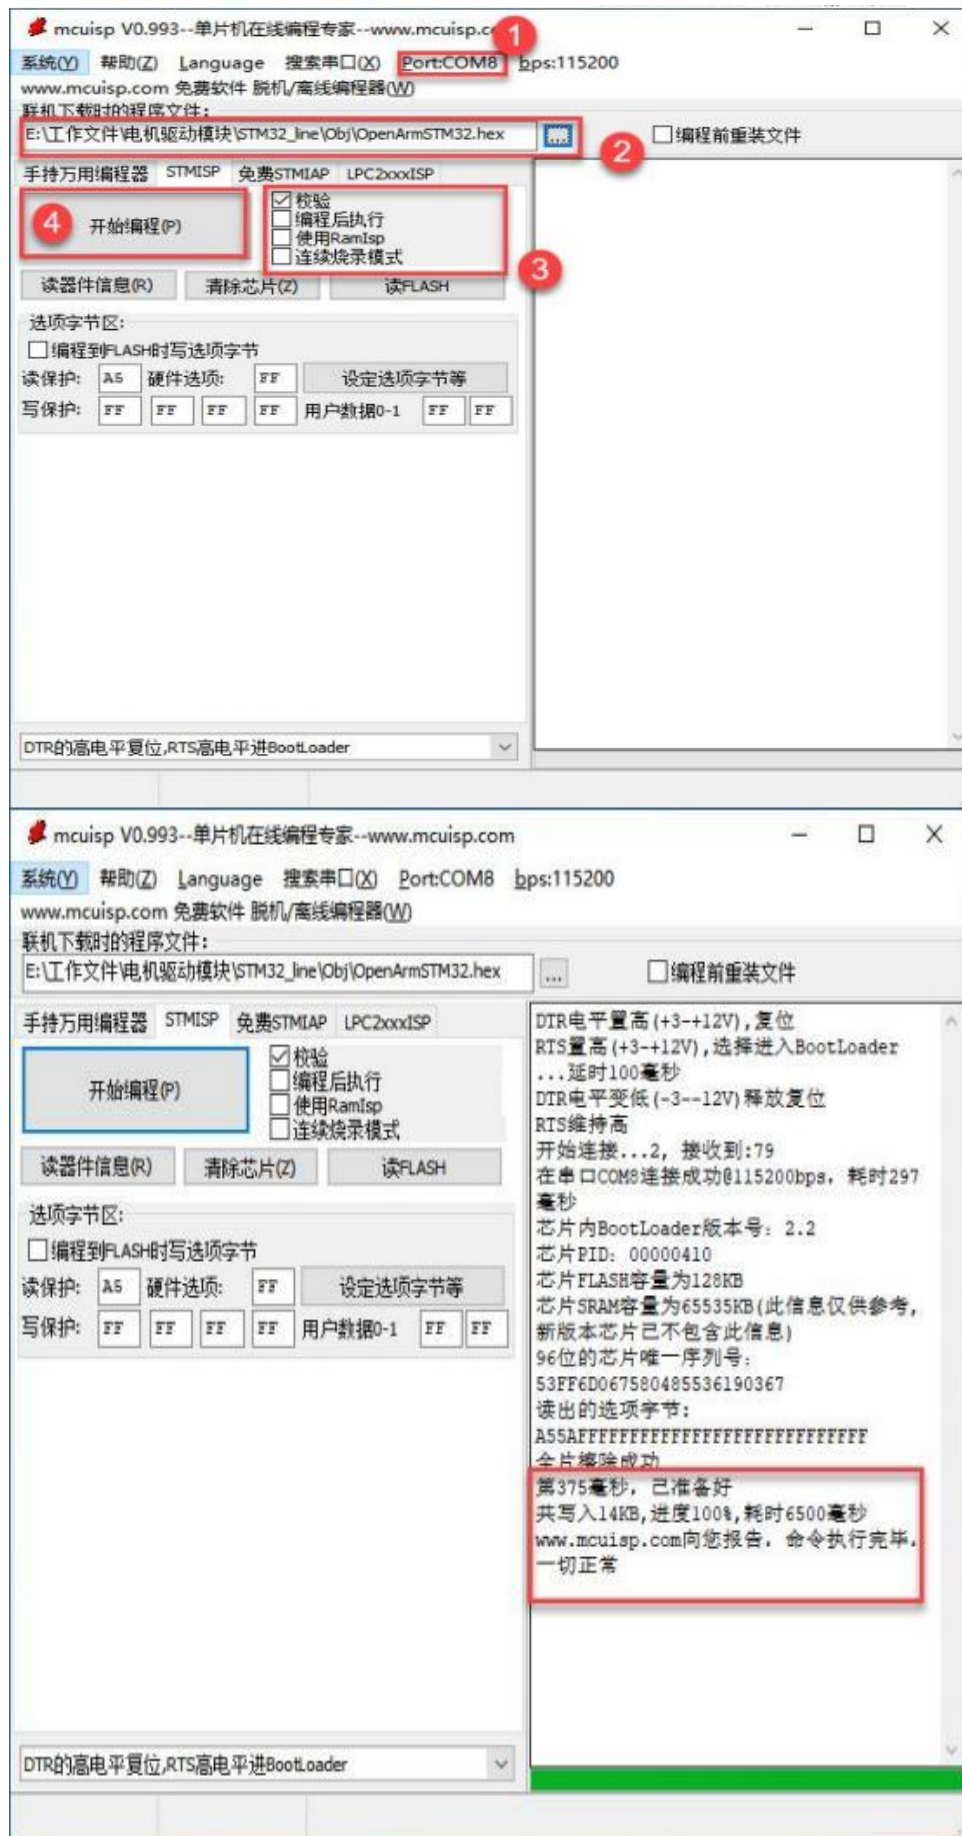 mcuisp V0.993--单片机在线编程专家--www.mcuisp.c
1
系统(Y) 帮助(Z) Language 搜索串口(X) Port:COM8 bps:115200
www.mcuisp.com 免费软件 脱机/离线编程器(W)
联机下载时的程序文件:
E:\工作文件\电机驱动模块\STM32_line\Obj\OpenArmSTM32.hex ... 编程前重装文件
2
手持万用编程器 STMISP 免费STMIAP LPC2xxxISP
4 开始编程(P)
校验
编程后执行
使用RamIsp
连续烧录模式
3
读器件信息(R) 清除芯片(Z) 读FLASH
选项字节区:
编程到FLASH时写选项字节
读保护: A5 硬件选项: FF 设定选项字节等
写保护: FF FF FF FF 用户数据0-1 FF FF
DTR的高电平复位,RTS高电平进BootLoader
mcuisp V0.993--单片机在线编程专家--www.mcuisp.com
系统(Y) 帮助(Z) Language 搜索串口(X) Port:COM8 bps:115200
www.mcuisp.com 免费软件 脱机/离线编程器(W)
联机下载时的程序文件:
E:\工作文件\电机驱动模块\STM32_line\Obj\OpenArmSTM32.hex ... 编程前重装文件
手持万用编程器 STMISP 免费STMIAP LPC2xxxISP
开始编程(P)
校验
编程后执行
使用RamIsp
连续烧录模式
读器件信息(R) 清除芯片(Z) 读FLASH
选项字节区:
编程到FLASH时写选项字节
读保护: A5 硬件选项: FF 设定选项字节等
写保护: FF FF FF FF 用户数据0-1 FF FF
DTR的高电平复位,RTS高电平进BootLoader
DTR电平置高(+3-+12V),复位
RTS置高(+3-+12V),选择进入BootLoader
...延时100毫秒
DTR电平变低(-3--12V)释放复位
RTS维持高
开始连接...2, 接收到:79
在串口COM8连接成功@115200bps, 耗时297
毫秒
芯片内BootLoader版本号: 2.2
芯片PID: 00000410
芯片FLASH容量为128KB
芯片SRAM容量为65535KB(此信息仅供参考,
新版本芯片已不包含此信息)
96位的芯片唯一序列号:
53FF6D067580485536190367
读出的选项字节:
A55AFFFFFFFFFFFFFFFFFFFFFFFFFFFF
全片擦除成功
第375毫秒, 已准备好
共写入14KB,进度100%,耗时6500毫秒
www.mcuisp.com向您报告, 命令执行完毕,
一切正常